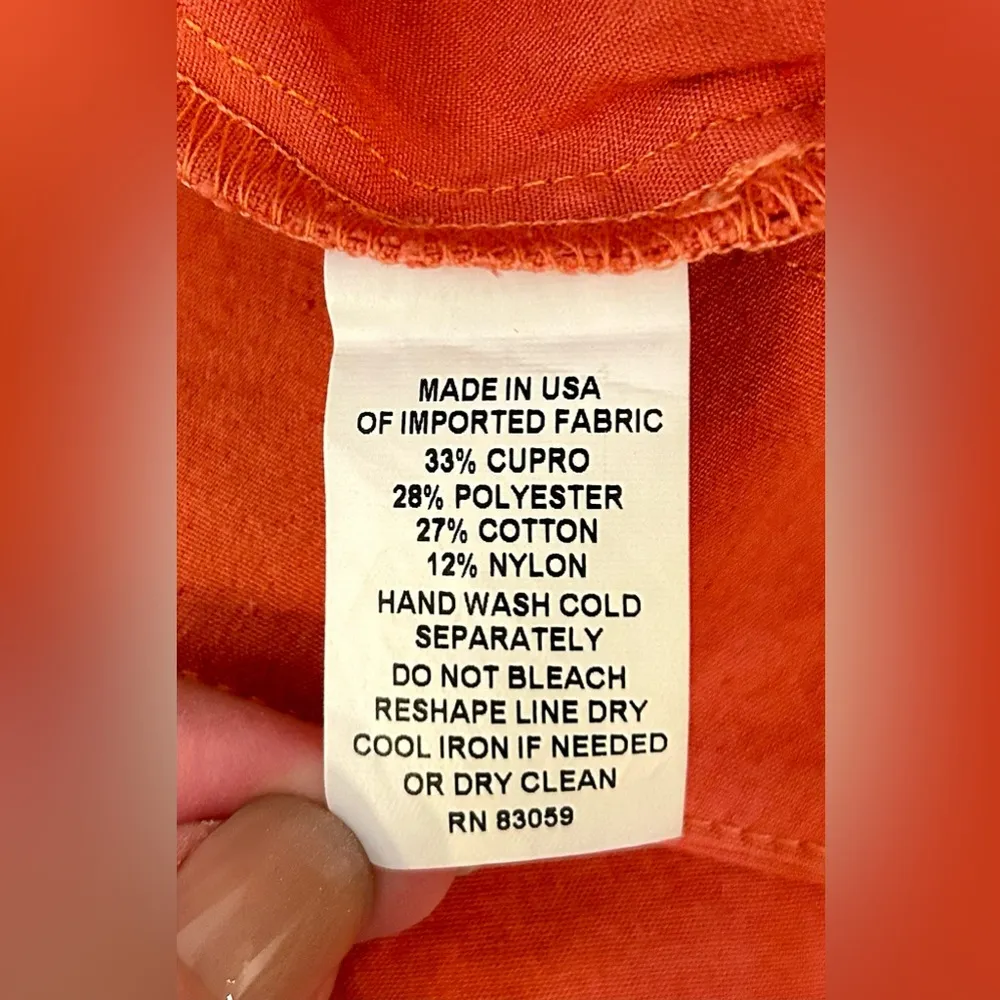 MADE IN USA
OF IMPORTED FABRIC
33% CUPRO
28% POLYESTER
27% COTTON
12% NYLON
HAND WASH COLD
SEPARATELY
DO NOT BLEACH
RESHAPE LINE DRY
COOL IRON IF NEEDED
OR DRY CLEAN
RN 83059